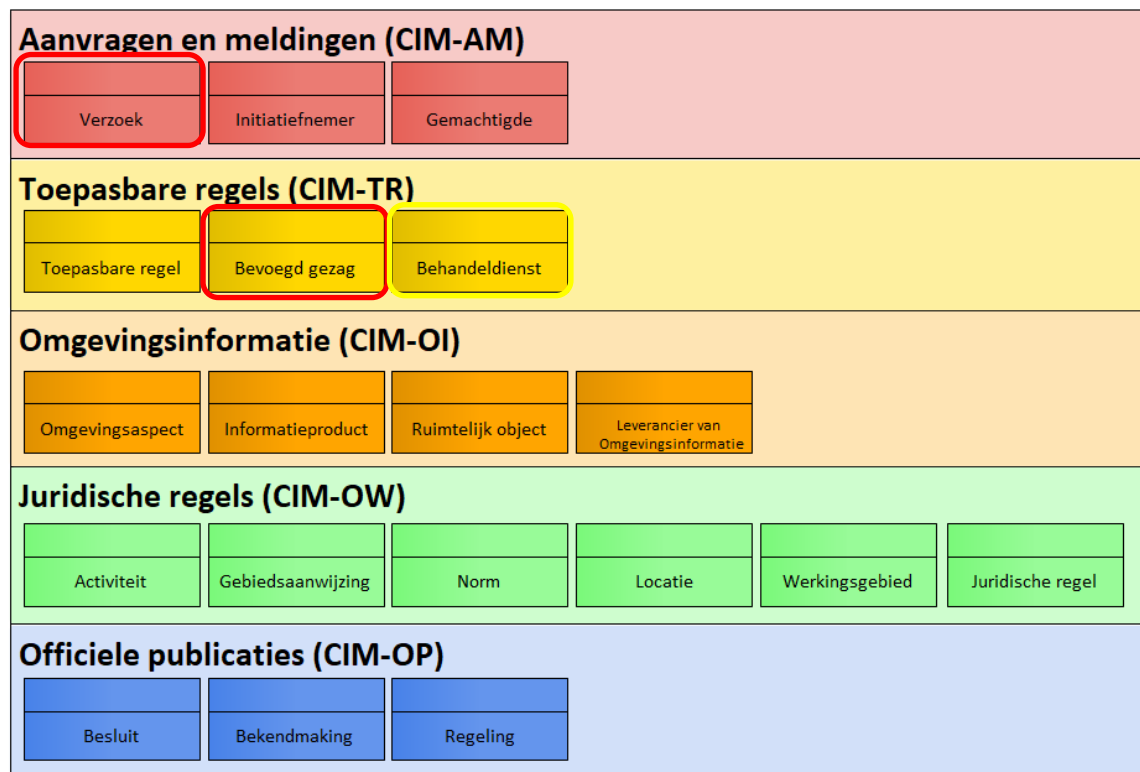 Aanvragen en meldingen (CIM-AM)
Verzoek
Initiatiefnemer
Gemachtigde
Toepasbare regels (CIM-TR)
Toepasbare regel
Bevoegd gezag
Behandeldienst
Omgevingsinformatie (CIM-OI)
Omgevingsaspect
Informatieproduct
Ruimtelijk object
Leverancier van
Omgevingsinformatie
Juridische regels (CIM-OW)
Activiteit
Gebiedsaanwijzing
Norm
Locatie
Werkingsgebied
Juridische regel
Officiele publicaties (CIM-OP)
Besluit
Bekendmaking
Regeling